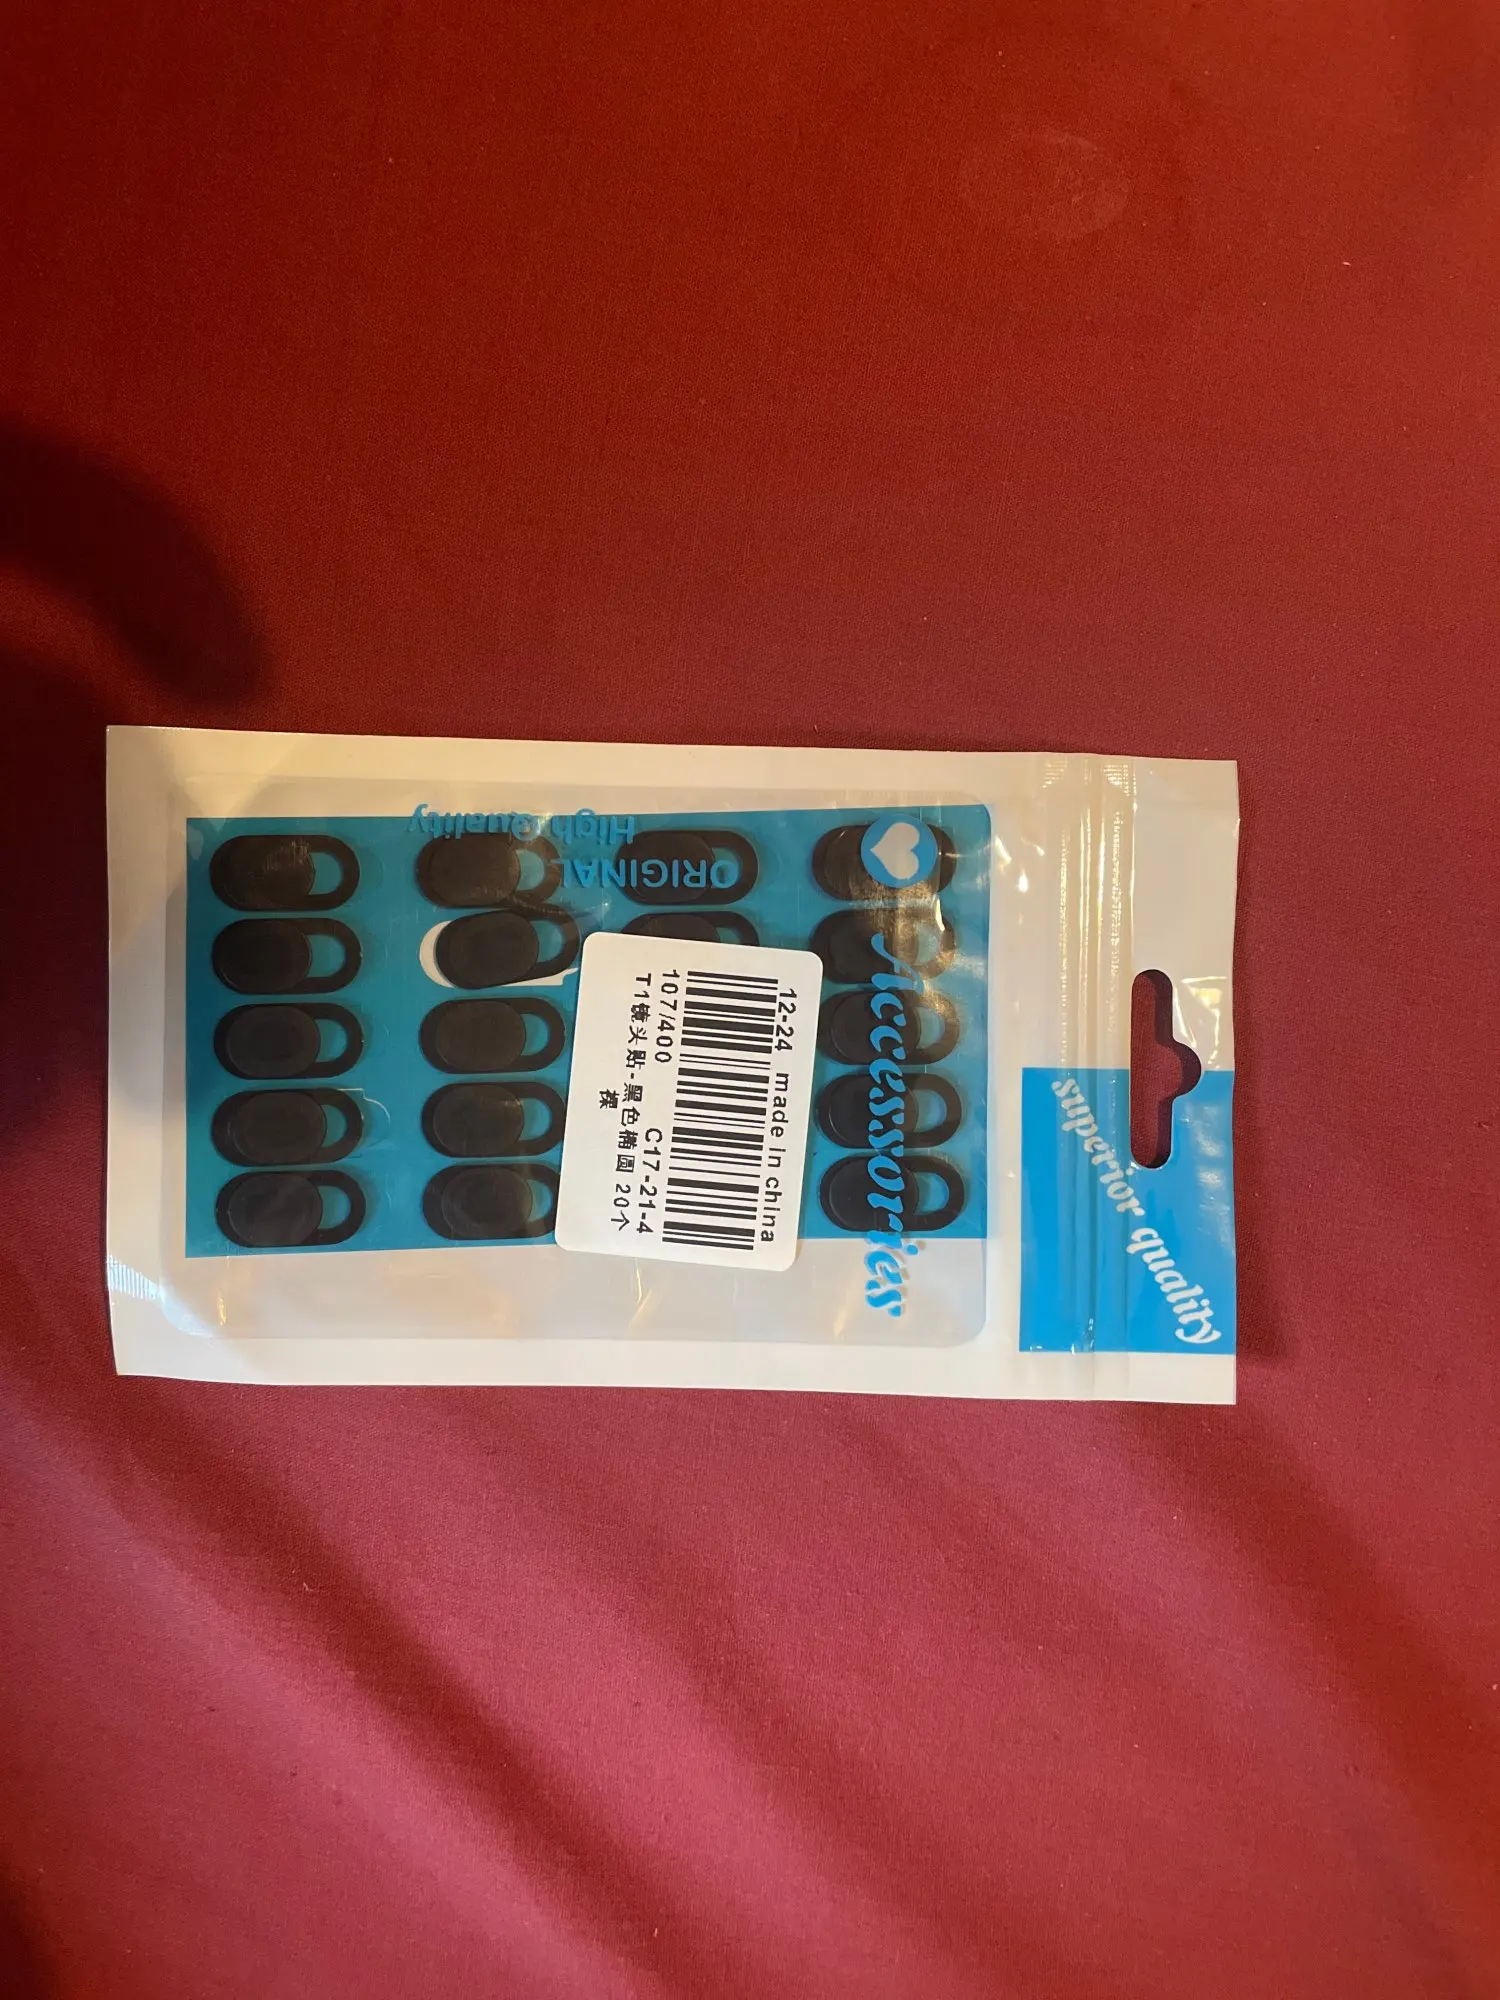 superior quality
Accessories
ORIGINAL
High Quality
12-24 made in china
107/400 C17-21-4
T1镜头贴-黑色椭圆 20个
裸